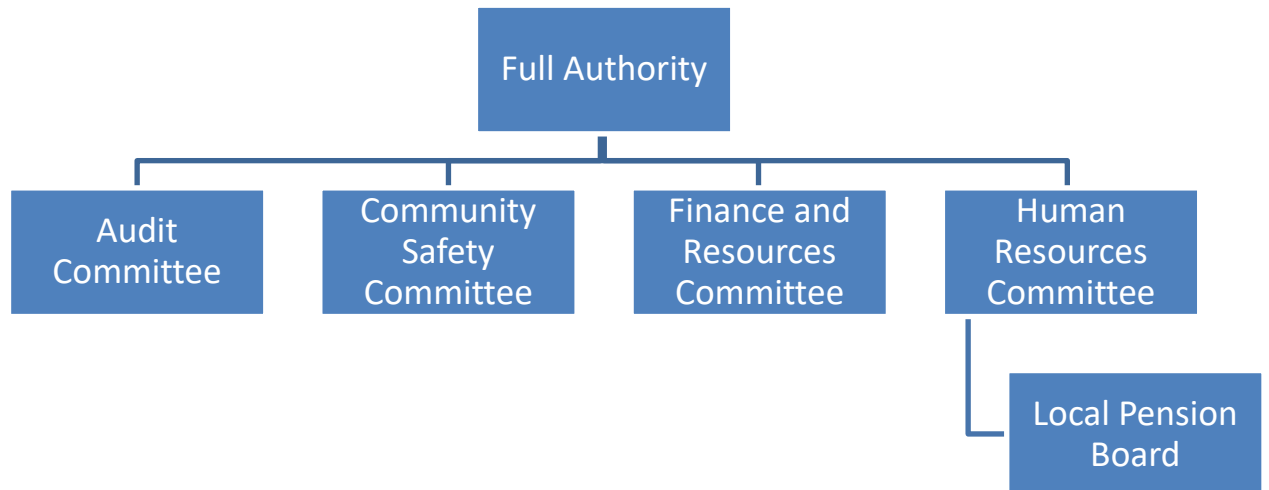 Full Authority
Audit
Committee
Community
Safety
Committee
Finance and
Resources
Committee
Human
Resources
Committee
Local Pension
Board